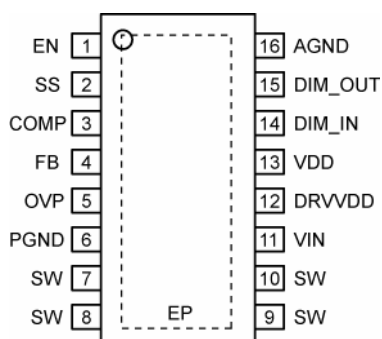 EN 1 16 AGND
SS 2 15 DIM_OUT
COMP 3 14 DIM_IN
FB 4 13 VDD
OVP 5 12 DRVVDD
PGND 6 11 VIN
SW 7 10 SW
SW 8 EP 9 SW